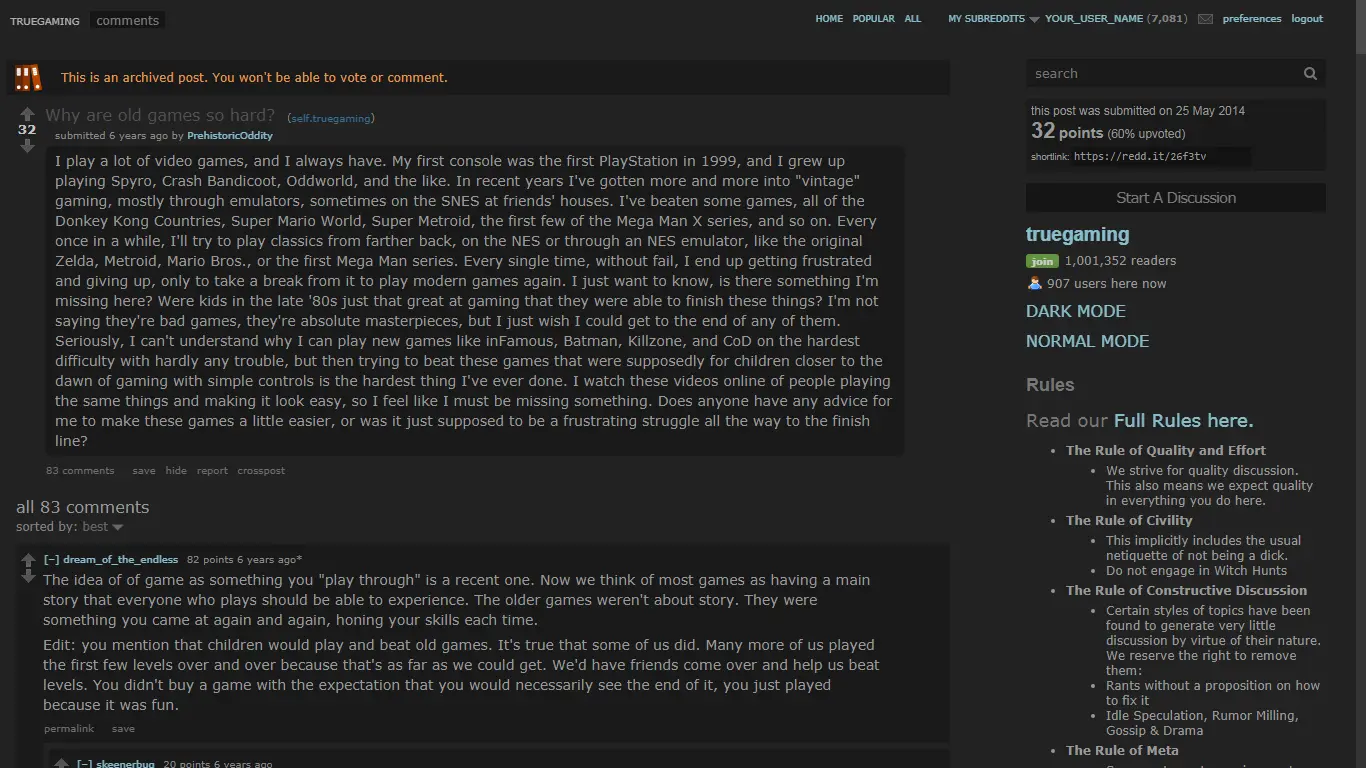 TRUEGAMING comments HOME POPULAR ALL MY SUBREDDITS YOUR_USER_NAME (7,081) preferences logout
This is an archived post. You won't be able to vote or comment.
Why are old games so hard? (self.truegaming)
32
submitted 6 years ago by PrehistoricOddity
I play a lot of video games, and I always have. My first console was the first PlayStation in 1999, and I grew up
playing Spyro, Crash Bandicoot, Oddworld, and the like. In recent years I've gotten more and more into "vintage"
gaming, mostly through emulators, sometimes on the SNES at friends' houses. I've beaten some games, all of the
Donkey Kong Countries, Super Mario World, Super Metroid, the first few of the Mega Man X series, and so on. Every
once in a while, I'll try to play classics from farther back, on the NES or through an NES emulator, like the original
Zelda, Metroid, Mario Bros., or the first Mega Man series. Every single time, without fail, I end up getting frustrated
and giving up, only to take a break from it to play modern games again. I just want to know, is there something I'm
missing here? Were kids in the late '80s just that great at gaming that they were able to finish these things? I'm not
saying they're bad games, they're absolute masterpieces, but I just wish I could get to the end of any of them.
Seriously, I can't understand why I can play new games like inFamous, Batman, Killzone, and CoD on the hardest
difficulty with hardly any trouble, but then trying to beat these games that were supposedly for children closer to the
dawn of gaming with simple controls is the hardest thing I've ever done. I watch these videos online of people playing
the same things and making it look easy, so I feel like I must be missing something. Does anyone have any advice for
me to make these games a little easier, or was it just supposed to be a frustrating struggle all the way to the finish
line?
83 comments save hide report crosspost
all 83 comments
sorted by: best
[–] dream_of_the_endless 82 points 6 years ago*
The idea of of game as something you "play through" is a recent one. Now we think of most games as having a main
story that everyone who plays should be able to experience. The older games weren't about story. They were
something you came at again and again, honing your skills each time.
Edit: you mention that children would play and beat old games. It's true that some of us did. Many more of us played
the first few levels over and over because that's as far as we could get. We'd have friends come over and help us beat
levels. You didn't buy a game with the expectation that you would necessarily see the end of it, you just played
because it was fun.
permalink save
[–] skeenerbug 20 points 6 years ago
search
this post was submitted on 25 May 2014
32 points (60% upvoted)
shortlink: https://redd.it/26f3tv
Start A Discussion
truegaming
join 1,001,352 readers
907 users here now
DARK MODE
NORMAL MODE
Rules
Read our Full Rules here.
• The Rule of Quality and Effort
• We strive for quality discussion.
This also means we expect quality
in everything you do here.
• The Rule of Civility
• This implicitly includes the usual
netiquette of not being a dick.
• Do not engage in Witch Hunts
• The Rule of Constructive Discussion
• Certain styles of topics have been
found to generate very little
discussion by virtue of their nature.
We reserve the right to remove
them:
• Rants without a proposition on how
to fix it
• Idle Speculation, Rumor Milling,
Gossip & Drama
• The Rule of Meta